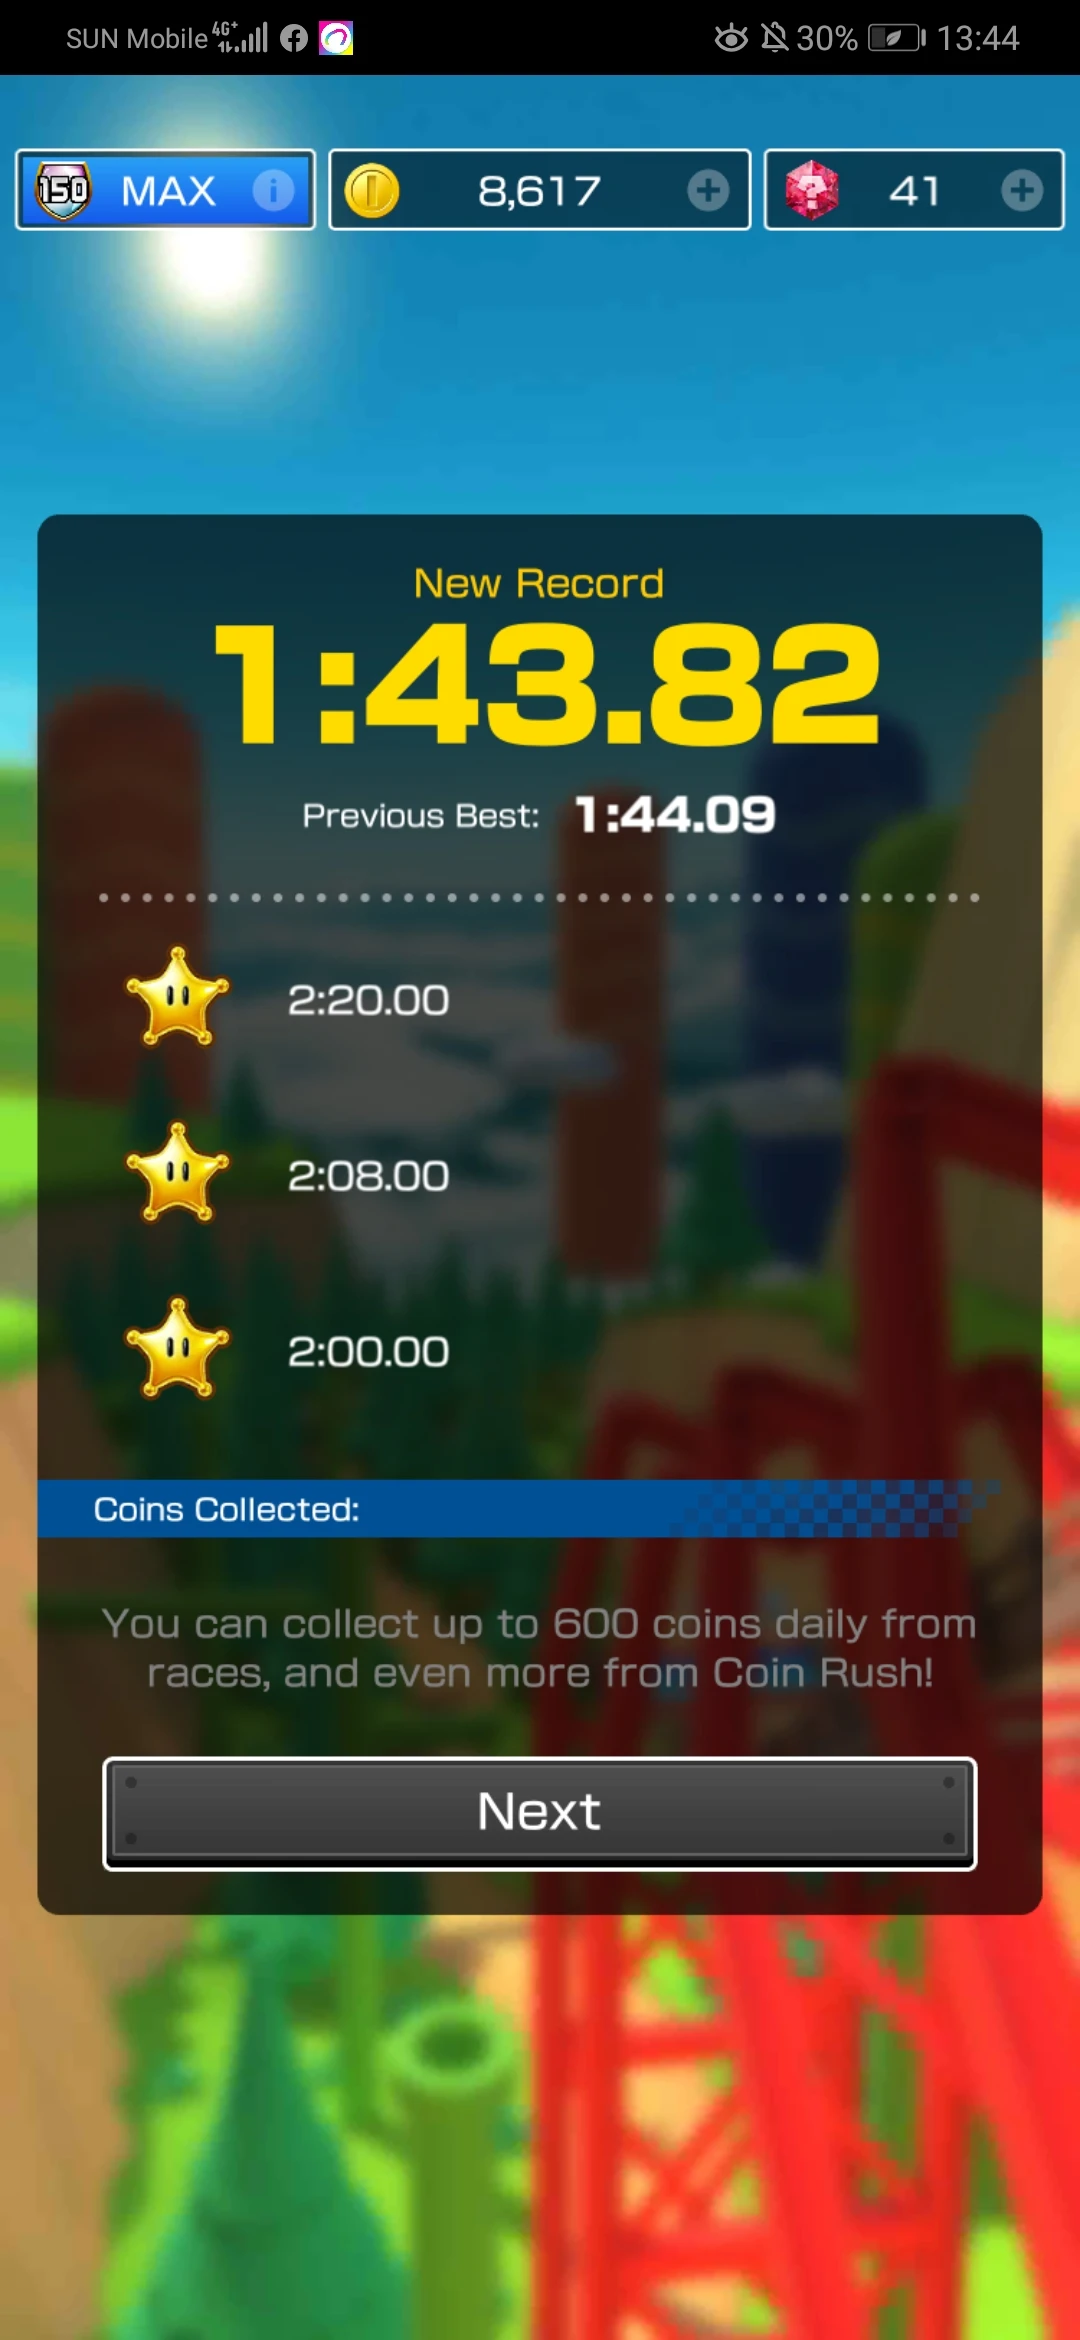 SUN Mobile 4G+ 30% 13:44
150 MAX i 8,617 + 41 +
New Record
1:43.82
Previous Best: 1:44.09
2:20.00
2:08.00
2:00.00
Coins Collected:
You can collect up to 600 coins daily from
races, and even more from Coin Rush!
Next